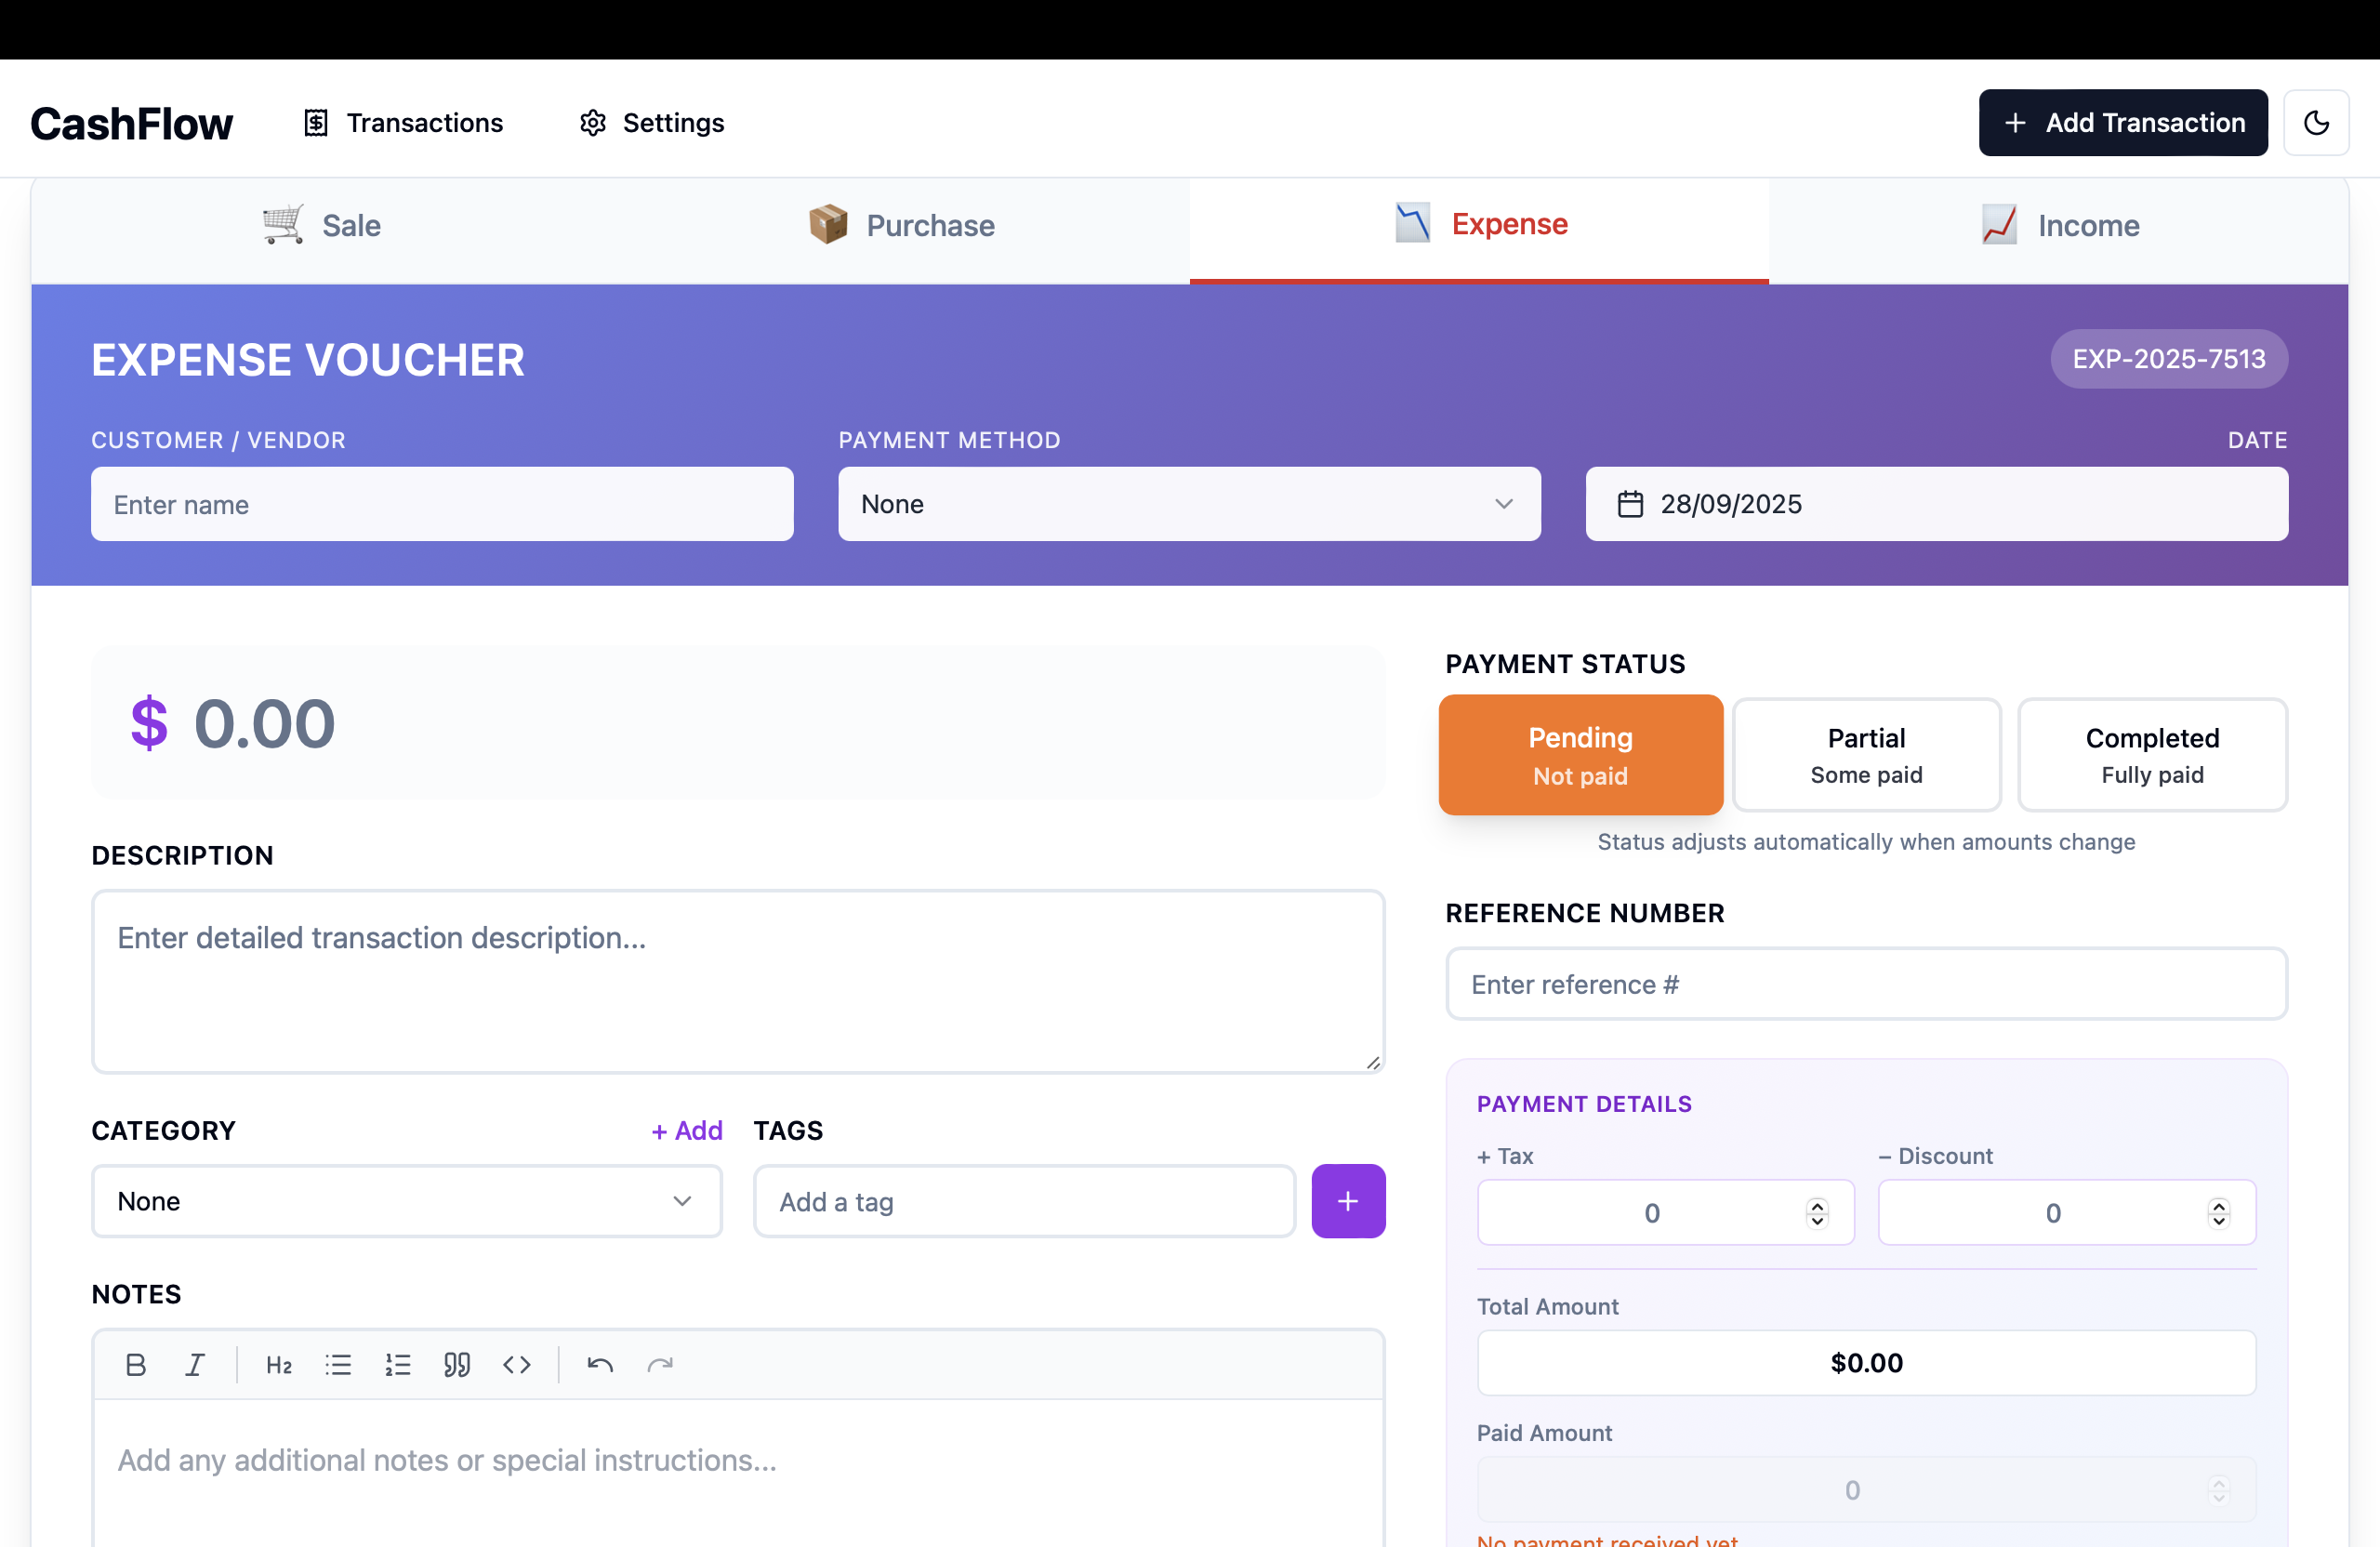 CashFlow
Transactions
Settings
+ Add Transaction
Sale
Purchase
Expense
Income
EXPENSE VOUCHER
EXP-2025-7513
CUSTOMER / VENDOR
PAYMENT METHOD
DATE
Enter name
None
28/09/2025
$ 0.00
PAYMENT STATUS
Pending
Not paid
Partial
Some paid
Completed
Fully paid
Status adjusts automatically when amounts change
DESCRIPTION
Enter detailed transaction description...
REFERENCE NUMBER
Enter reference #
CATEGORY
+ Add
TAGS
None
Add a tag
+
PAYMENT DETAILS
+ Tax
– Discount
0
0
Total Amount
$0.00
Paid Amount
0
No payment received yet
NOTES
B I H2
Add any additional notes or special instructions...